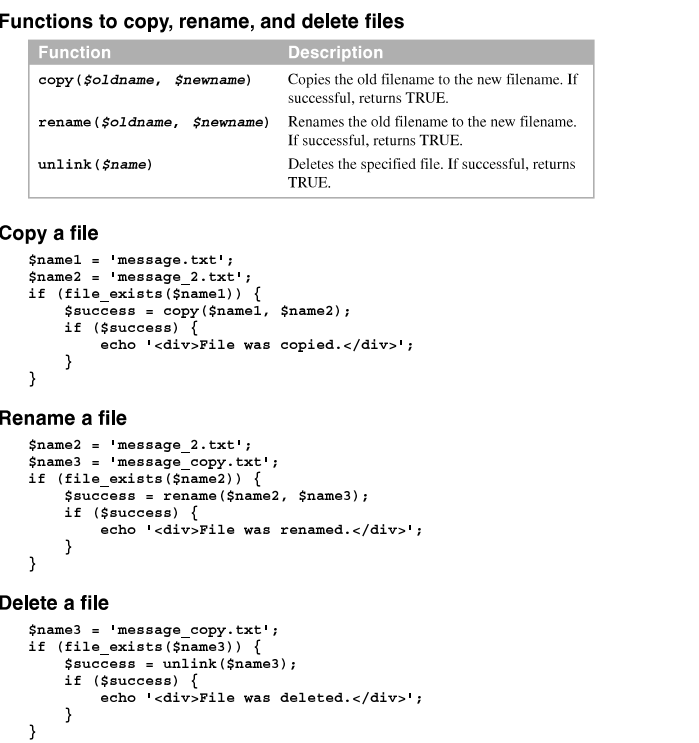 Functions to copy, rename, and delete files
Function Description
copy($oldname, $newname) Copies the old filename to the new filename. If
successful, returns TRUE.
rename($oldname, $newname) Renames the old filename to the new filename.
If successful, returns TRUE.
unlink($name) Deletes the specified file. If successful, returns
TRUE.
Copy a file
$name1 = 'message.txt';
$name2 = 'message_2.txt';
if (file_exists($name1)) {
    $success = copy($name1, $name2);
    if ($success) {
        echo '<div>File was copied.</div>';
    }
}
Rename a file
$name2 = 'message_2.txt';
$name3 = 'message_copy.txt';
if (file_exists($name2)) {
    $success = rename($name2, $name3);
    if ($success) {
        echo '<div>File was renamed.</div>';
    }
}
Delete a file
$name3 = 'message_copy.txt';
if (file_exists($name3)) {
    $success = unlink($name3);
    if ($success) {
        echo '<div>File was deleted.</div>';
    }
}